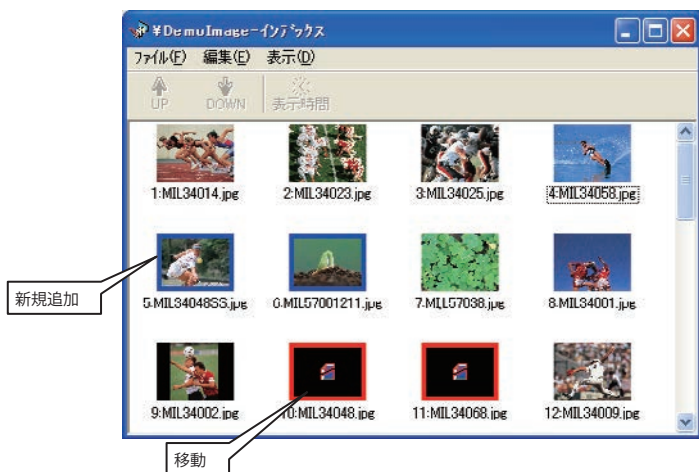 ¥DemoImage-インデックス
ファイル(F) 編集(E) 表示(D)
UP DOWN 表示時間
1:MIL34014.jpg 2:MIL34023.jpg 3:MIL34025.jpg 4:MIL34058.jpg
新規追加
5:MIL34048SS.jpg 6:MIL57001211.jpg 7:MIL57038.jpg 8:MIL34001.jpg
9:MIL34002.jpg 10:MIL34048.jpg 11:MIL34068.jpg 12:MIL34009.jpg
移動